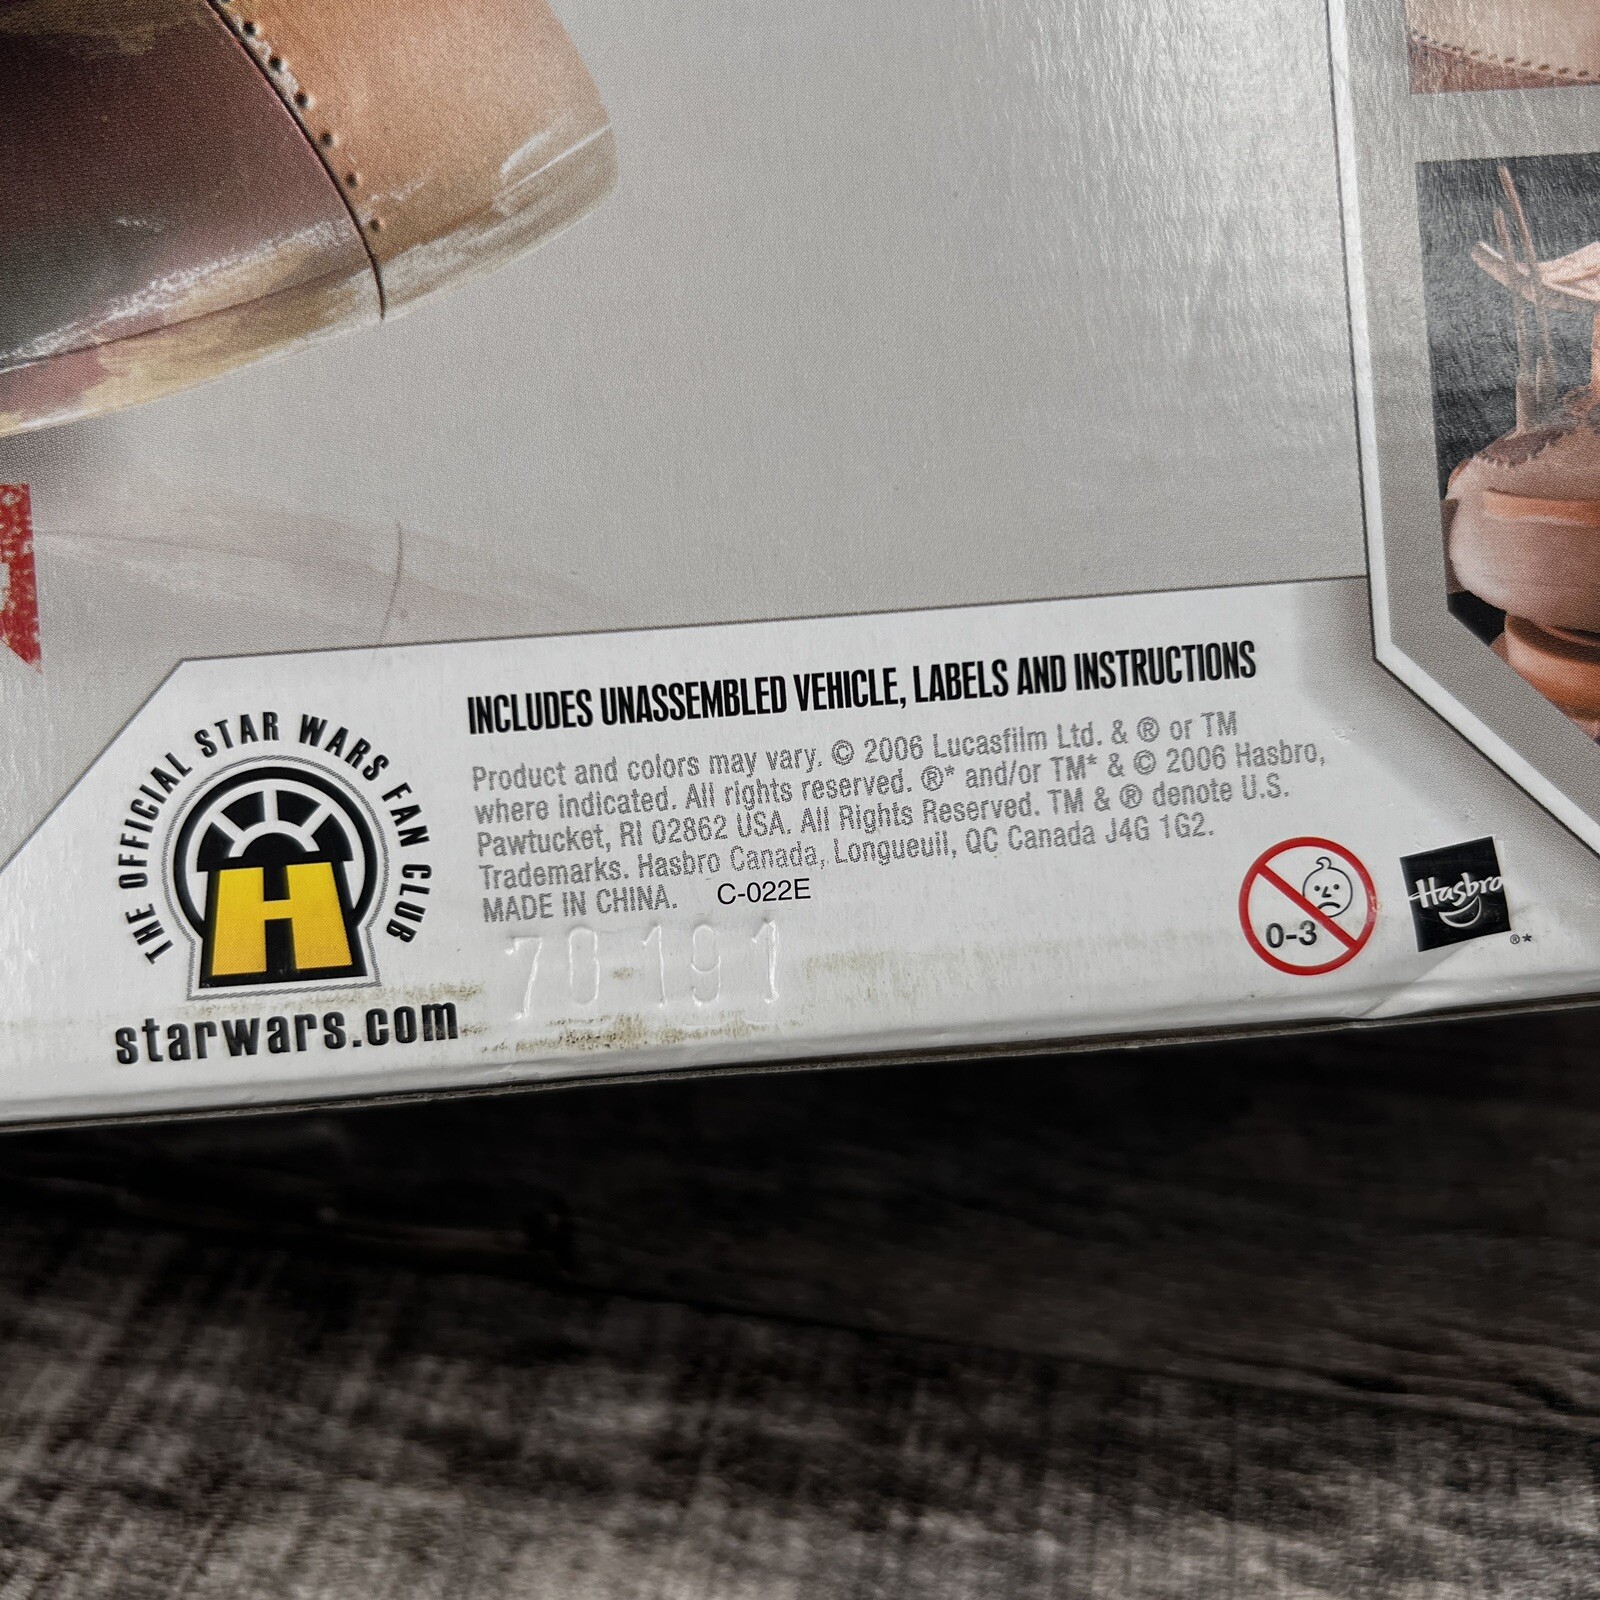 THE OFFICIAL STAR WARS FAN CLUB
H
starwars.com
INCLUDES UNASSEMBLED VEHICLE, LABELS AND INSTRUCTIONS
Product and colors may vary. © 2006 Lucasfilm Ltd. & ® or TM
where indicated. All rights reserved. ®* and/or TM* & © 2006 Hasbro,
Pawtucket, RI 02862 USA. All Rights Reserved. TM & ® denote U.S.
Trademarks. Hasbro Canada, Longueuil, QC Canada J4G 1G2.
MADE IN CHINA. C-022E
70191
0-3
Hasbro
®*